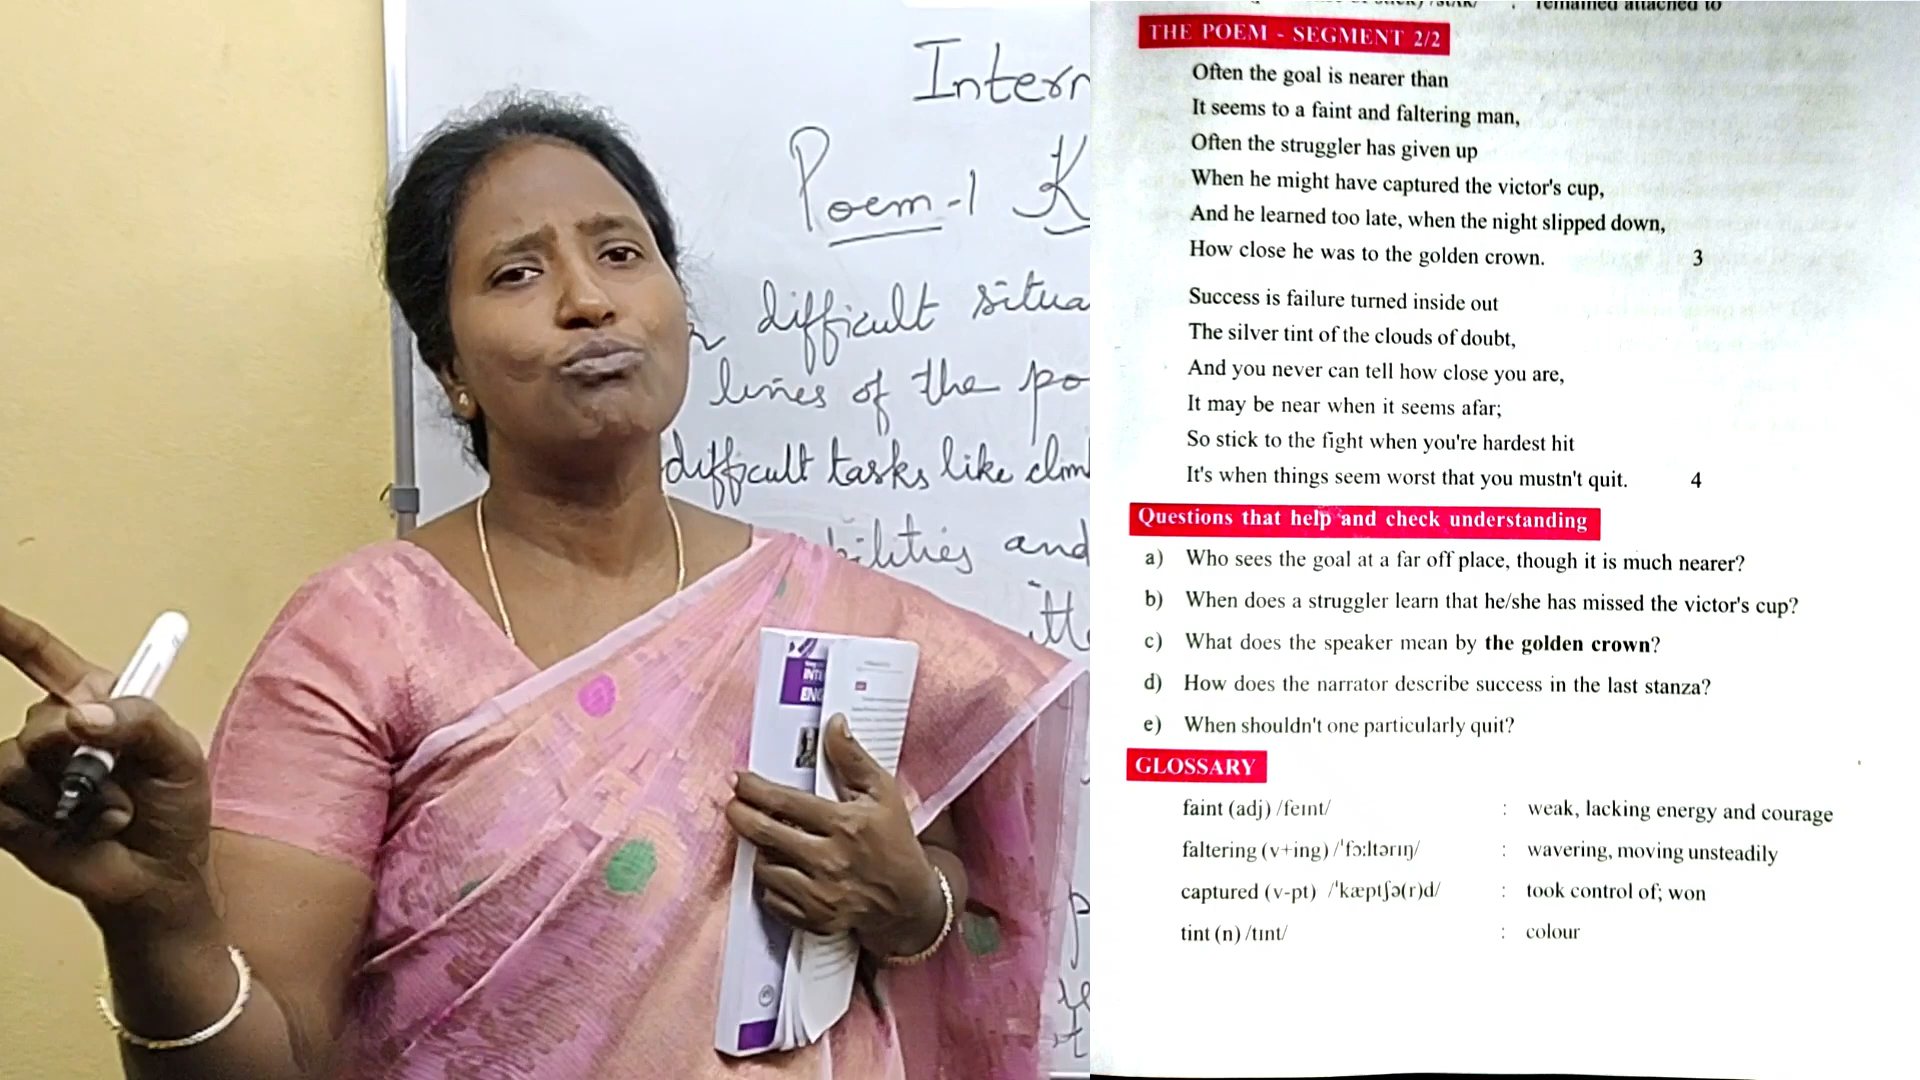 Intern
Poem-1 K
difficult situa
lines of the po
difficult tasks like clim
and
INTE
ENG
remained attached to
THE POEM - SEGMENT 2/2
Often the goal is nearer than
It seems to a faint and faltering man,
Often the struggler has given up
When he might have captured the victor's cup,
And he learned too late, when the night slipped down,
How close he was to the golden crown. 3
Success is failure turned inside out
The silver tint of the clouds of doubt,
And you never can tell how close you are,
It may be near when it seems afar;
So stick to the fight when you're hardest hit
It's when things seem worst that you mustn't quit. 4
Questions that help and check understanding
a) Who sees the goal at a far off place, though it is much nearer?
b) When does a struggler learn that he/she has missed the victor's cup?
c) What does the speaker mean by the golden crown?
d) How does the narrator describe success in the last stanza?
e) When shouldn't one particularly quit?
GLOSSARY
faint (adj) /feɪnt/ : weak, lacking energy and courage
faltering (v+ing) /'fɔ:ltərɪŋ/ : wavering, moving unsteadily
captured (v-pt) /'kæptʃə(r)d/ : took control of; won
tint (n) /tɪnt/ : colour